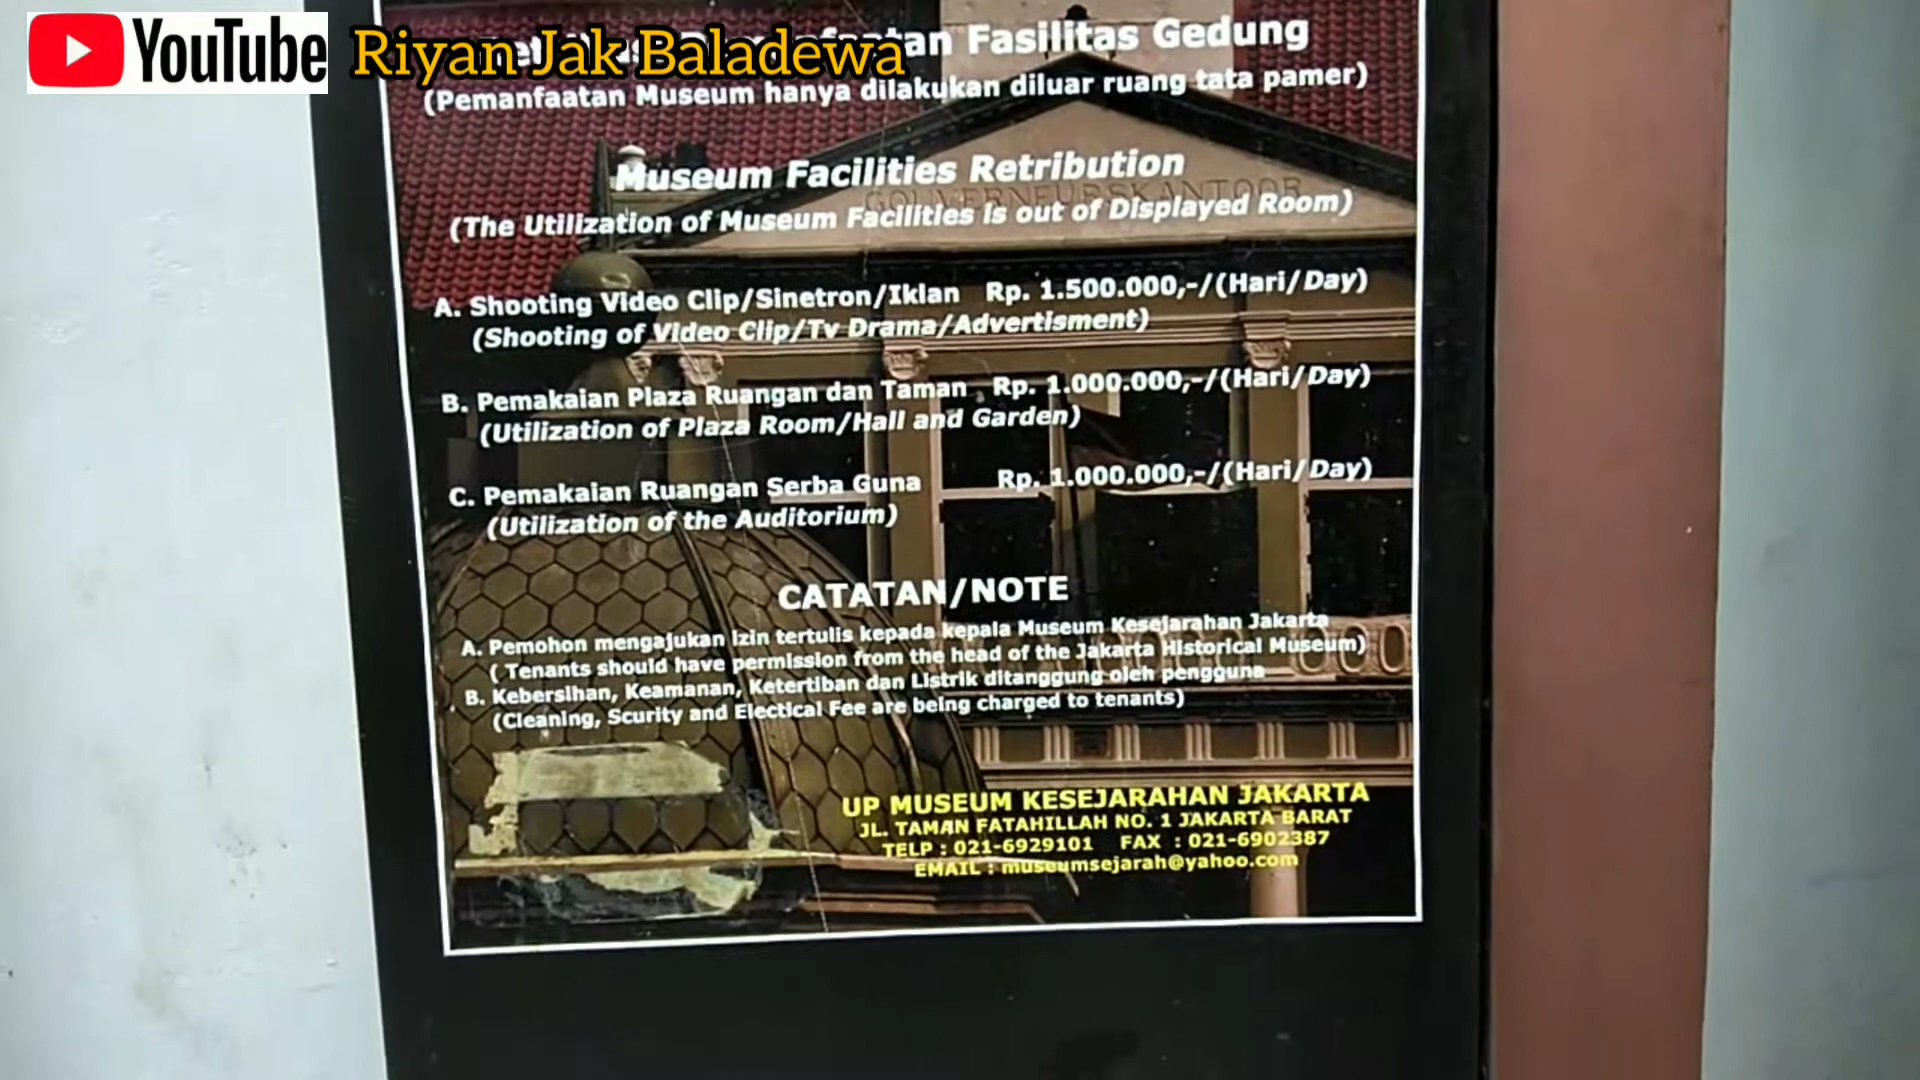 YouTube Riyan Jak Baladewa
Fasilitas Gedung
(Pemanfaatan Museum hanya dilakukan diluar ruang tata pamer)
Museum Facilities Retribution
GOUVERNEURSKANTOOR
(The Utilization of Museum Facilities is out of Displayed Room)
A. Shooting Video Clip/Sinetron/Iklan Rp. 1.500.000,-/(Hari/Day)
(Shooting of Video Clip/Tv Drama/Advertisment)
B. Pemakaian Plaza Ruangan dan Taman Rp. 1.000.000,-/(Hari/Day)
(Utilization of Plaza Room/Hall and Garden)
C. Pemakaian Ruangan Serba Guna Rp. 1.000.000,-/(Hari/Day)
(Utilization of the Auditorium)
CATATAN/NOTE
A. Pemohon mengajukan izin tertulis kepada kepala Museum Kesejarahan Jakarta
( Tenants should have permission from the head of the Jakarta Historical Museum)
B. Kebersihan, Keamanan, Ketertiban dan Listrik ditanggung oleh pengguna
(Cleaning, Scurity and Electical Fee are being charged to tenants)
UP MUSEUM KESEJARAHAN JAKARTA
JL. TAMAN FATAHILLAH NO. 1 JAKARTA BARAT
TELP : 021-6929101 FAX : 021-6902387
EMAIL : museumsejarah@yahoo.com